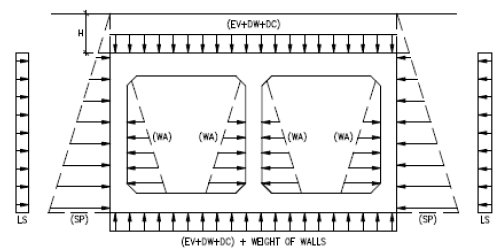 H
(EV+DW+DC)
(WA) (WA) (WA) (WA)
LS (SP) (SP) LS
(EV+DW+DC) + WEIGHT OF WALLS